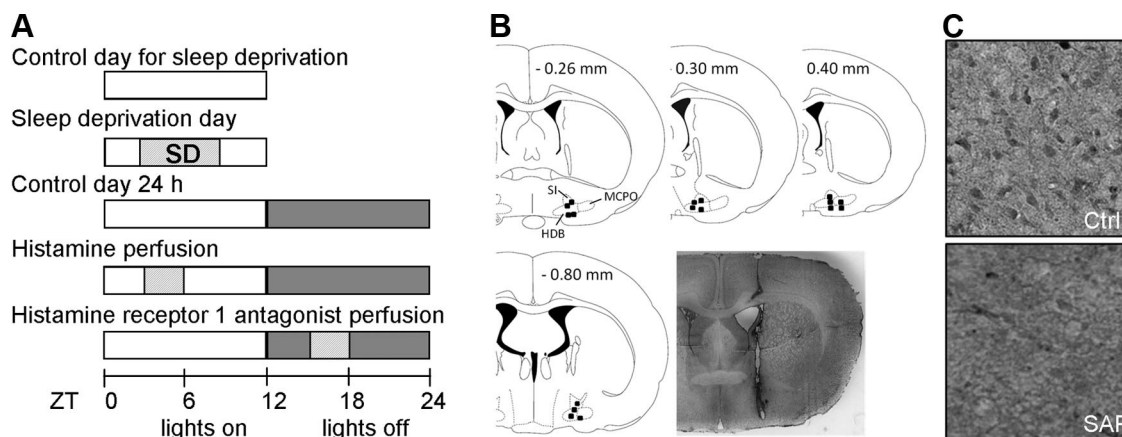 A
Control day for sleep deprivation
Sleep deprivation day
SD
Control day 24 h
Histamine perfusion
Histamine receptor 1 antagonist perfusion
ZT 0 6 12 18 24
lights on lights off
B
- 0.26 mm
- 0.30 mm
0.40 mm
SI
MCPO
HDB
- 0.80 mm
C
Ctrl
SAP